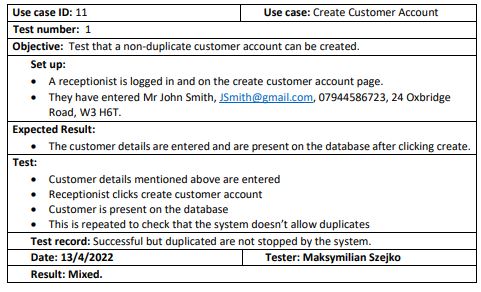 Use case ID: 11 Use case: Create Customer Account
Test number: 1
Objective: Test that a non-duplicate customer account can be created.
Set up:
• A receptionist is logged in and on the create customer account page.
• They have entered Mr John Smith, JSmith@gmail.com, 07944586723, 24 Oxbridge
Road, W3 H6T.
Expected Result:
• The customer details are entered and are present on the database after clicking create.
Test:
• Customer details mentioned above are entered
• Receptionist clicks create customer account
• Customer is present on the database
• This is repeated to check that the system doesn't allow duplicates
Test record: Successful but duplicated are not stopped by the system.
Date: 13/4/2022 Tester: Maksymilian Szejko
Result: Mixed.